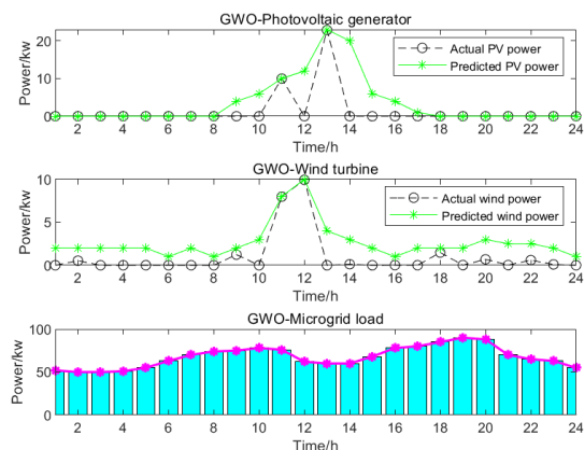 GWO-Photovoltaic generator
20
10
0
Power/kw
Actual PV power
Predicted PV power
2 4 6 8 10 12 14 16 18 20 22 24
Time/h
GWO-Wind turbine
10
5
0
Power/kw
Actual wind power
Predicted wind power
2 4 6 8 10 12 14 16 18 20 22 24
Time/h
GWO-Microgrid load
100
50
0
Power/kw
2 4 6 8 10 12 14 16 18 20 22 24
Time/h